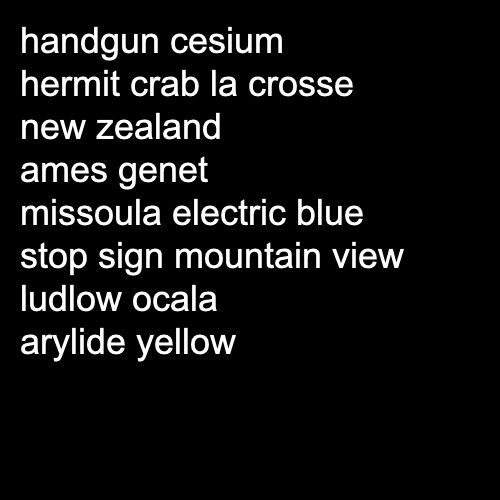 handgun cesium
hermit crab la crosse
new zealand
ames genet
missoula electric blue
stop sign mountain view
ludlow ocala
arylide yellow